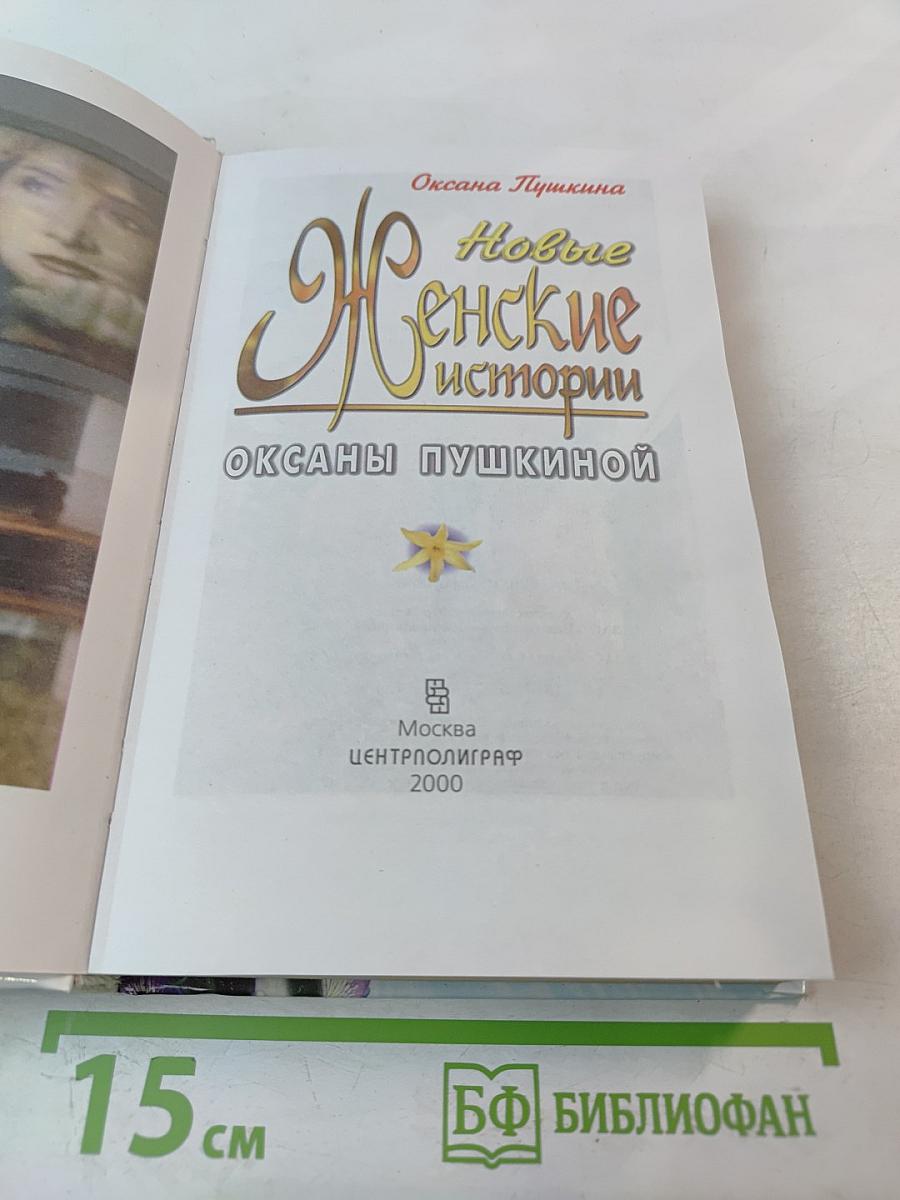 Оксана Пушкина
Новые
Женские
истории
ОКСАНЫ ПУШКИНОЙ
Москва
ЦЕНТРПОЛИГРАФ
2000
15 см
БФ БИБЛИОФАН